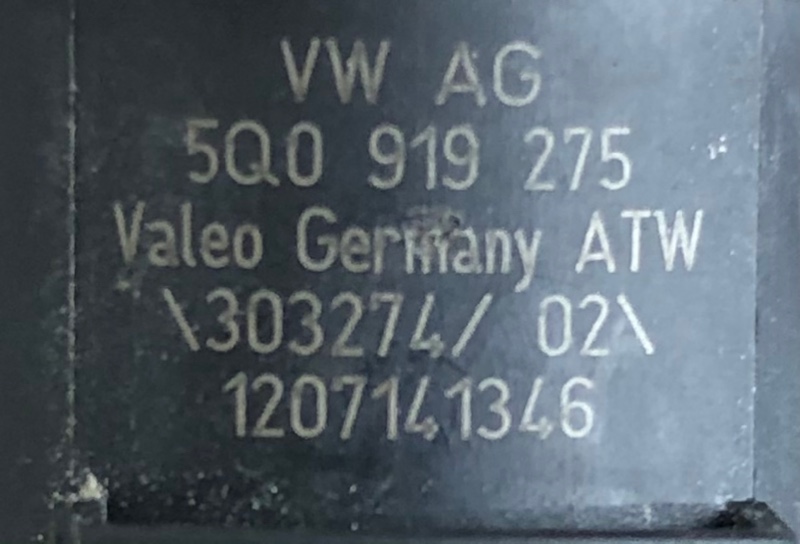 VW AG
5Q0 919 275
Valeo Germany ATW
\303274/ 02\
1207141346